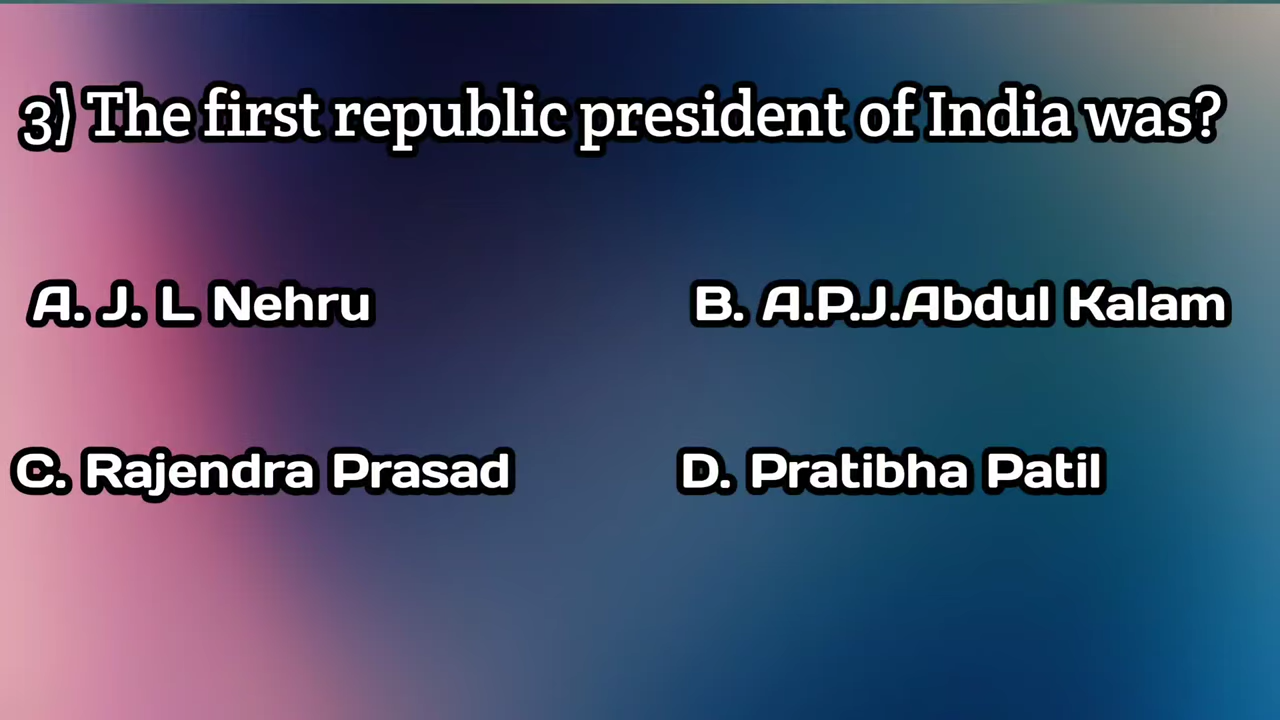 3) The first republic president of India was?
A. J. L Nehru
B. A.P.J.Abdul Kalam
C. Rajendra Prasad
D. Pratibha Patil